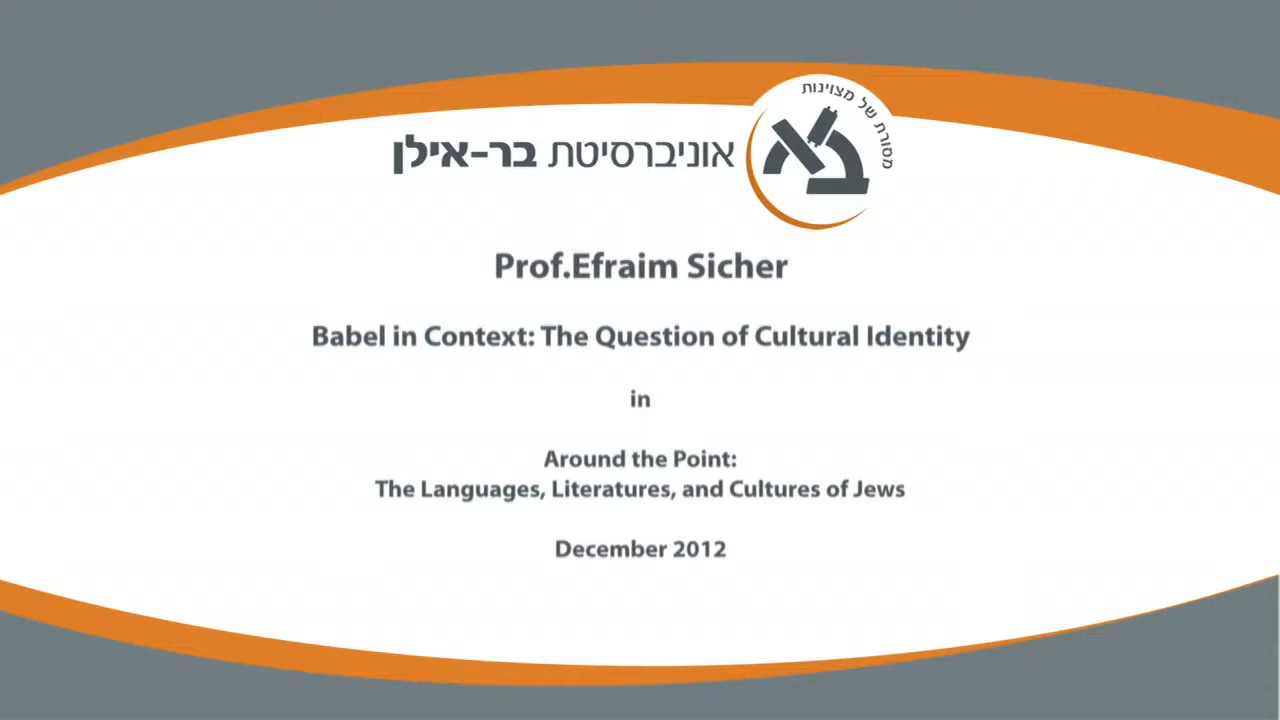 מסורת של מצוינות
אוניברסיטת בר-אילן
Prof.Efraim Sicher
Babel in Context: The Question of Cultural Identity
in
Around the Point:
The Languages, Literatures, and Cultures of Jews
December 2012